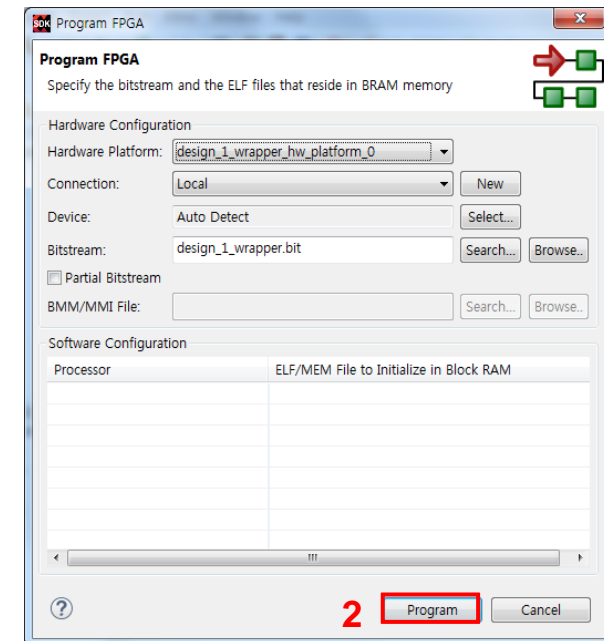 SDK Program FPGA
Program FPGA
Specify the bitstream and the ELF files that reside in BRAM memory
Hardware Configuration
Hardware Platform: design_1_wrapper_hw_platform_0
Connection: Local New
Device: Auto Detect Select...
Bitstream: design_1_wrapper.bit Search... Browse..
Partial Bitstream
BMM/MMI File: Search... Browse..
Software Configuration
Processor ELF/MEM File to Initialize in Block RAM
2 Program Cancel